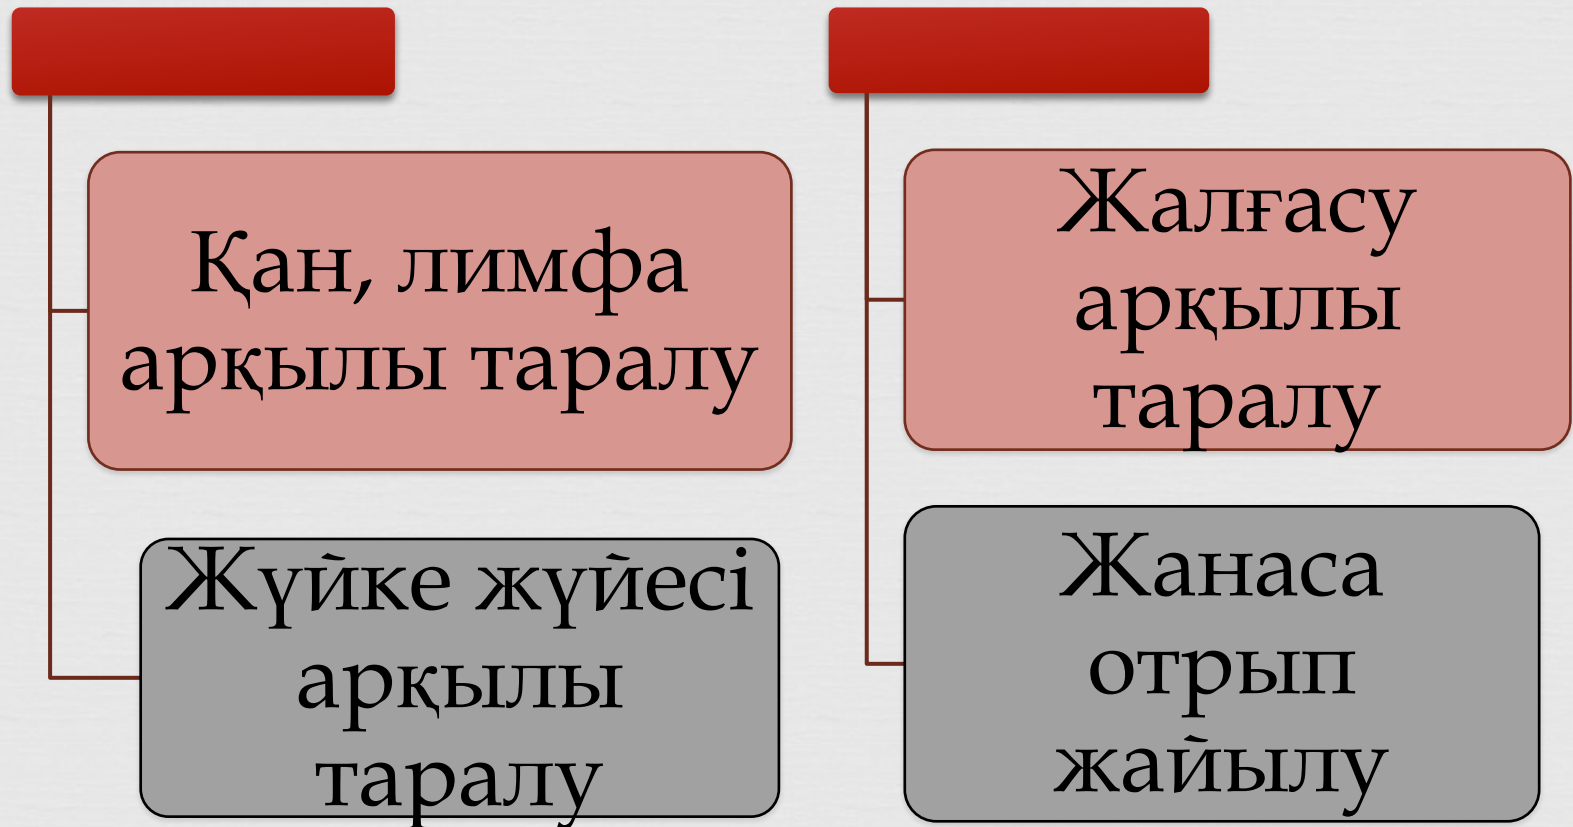 Қан, лимфа
арқылы таралу
Жүйке жүйесі
арқылы
таралу
Жалғасу
арқылы
таралу
Жанаса
отрып
жайылу